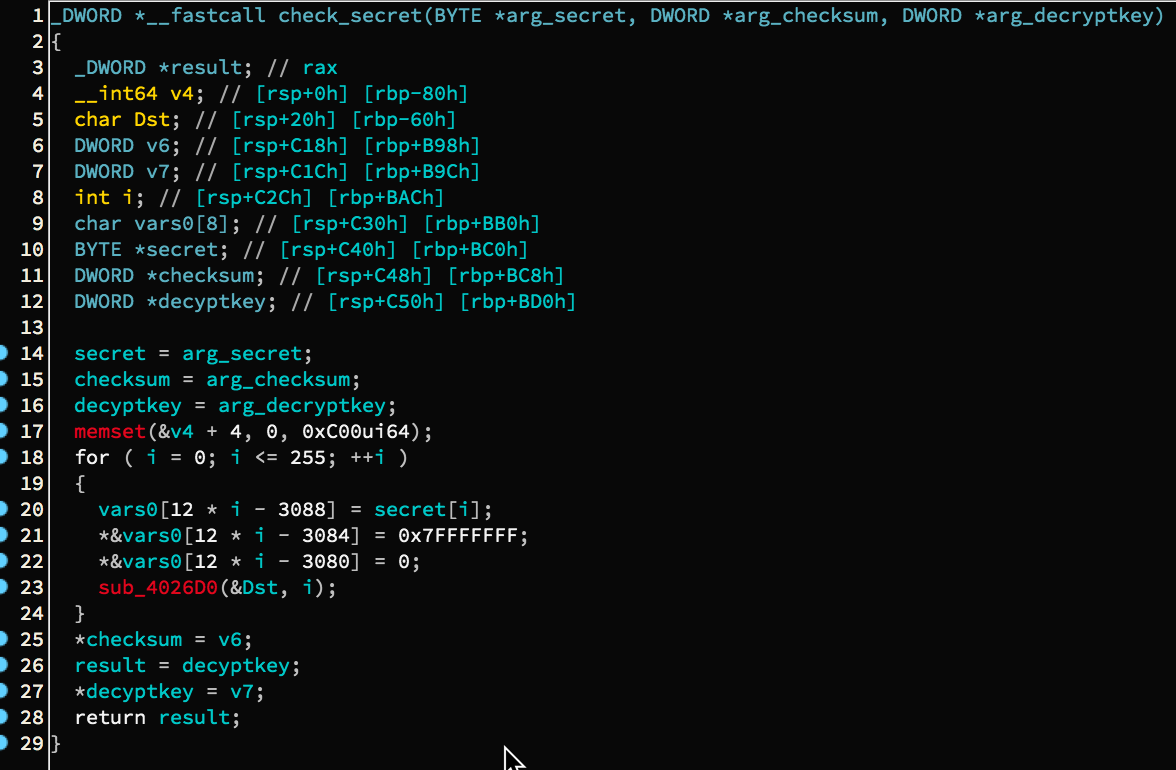 1 _DWORD *__fastcall check_secret(BYTE *arg_secret, DWORD *arg_checksum, DWORD *arg_decryptkey)
2 {
3 _DWORD *result; // rax
4 __int64 v4; // [rsp+0h] [rbp-80h]
5 char Dst; // [rsp+20h] [rbp-60h]
6 DWORD v6; // [rsp+C18h] [rbp+B98h]
7 DWORD v7; // [rsp+C1Ch] [rbp+B9Ch]
8 int i; // [rsp+C2Ch] [rbp+BACh]
9 char vars0[8]; // [rsp+C30h] [rbp+BB0h]
10 BYTE *secret; // [rsp+C40h] [rbp+BC0h]
11 DWORD *checksum; // [rsp+C48h] [rbp+BC8h]
12 DWORD *decyptkey; // [rsp+C50h] [rbp+BD0h]
13
14 secret = arg_secret;
15 checksum = arg_checksum;
16 decyptkey = arg_decryptkey;
17 memset(&v4 + 4, 0, 0xC00ui64);
18 for ( i = 0; i <= 255; ++i )
19 {
20 vars0[12 * i - 3088] = secret[i];
21 *&vars0[12 * i - 3084] = 0x7FFFFFFF;
22 *&vars0[12 * i - 3080] = 0;
23 sub_4026D0(&Dst, i);
24 }
25 *checksum = v6;
26 result = decyptkey;
27 *decyptkey = v7;
28 return result;
29 }